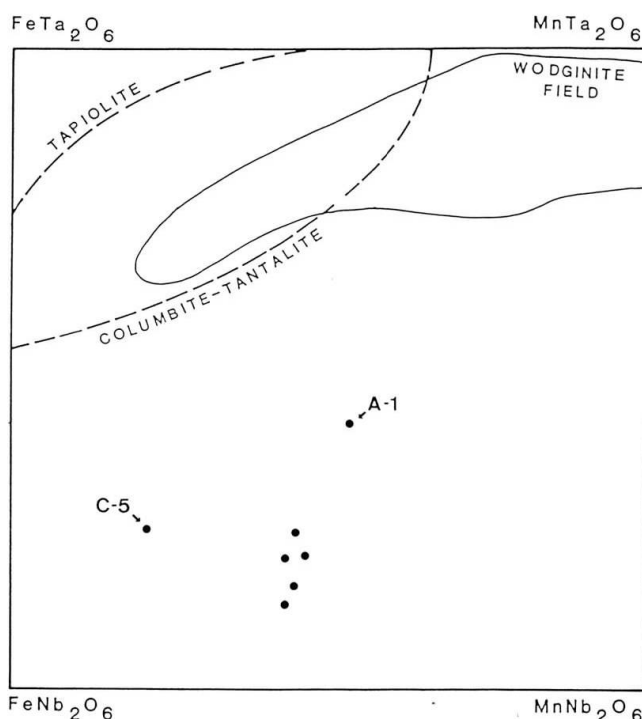 FeTa₂O₆ MnTa₂O₆
WODGINITE
FIELD
TAPIOLITE
COLUMBITE-TANTALITE
A-1
C-5
FeNb₂O₆ MnNb₂O₆